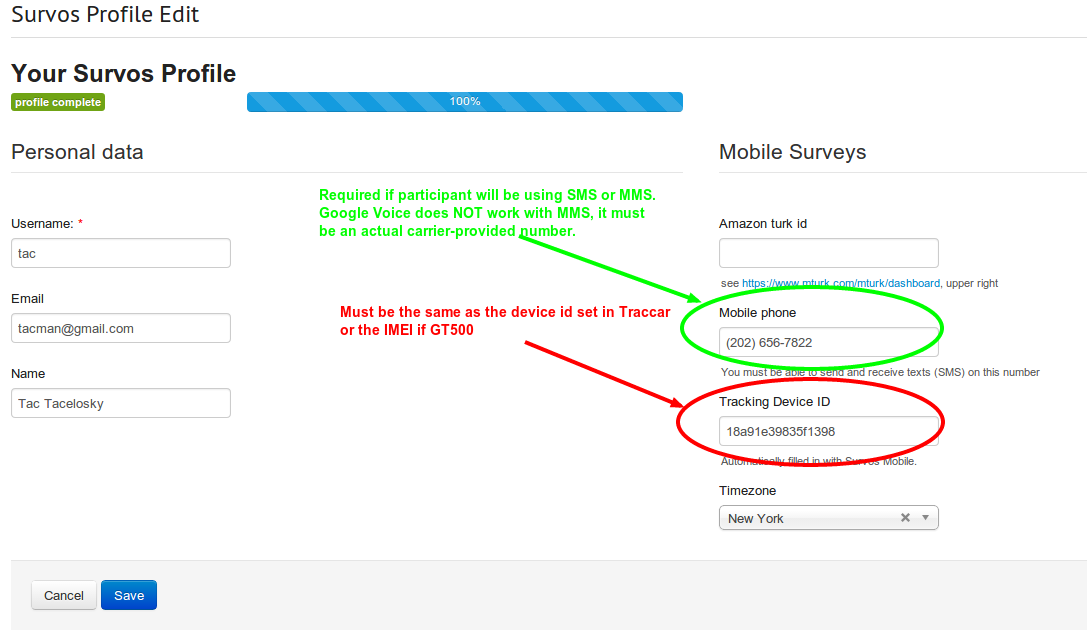 Survos Profile Edit
Your Survos Profile
profile complete
100%
Personal data
Mobile Surveys
Required if participant will be using SMS or MMS.
Google Voice does NOT work with MMS, it must
be an actual carrier-provided number.
Username: *
tac
Amazon turk id
see https://www.mturk.com/mturk/dashboard, upper right
Email
tacman@gmail.com
Must be the same as the device id set in Traccar
or the IMEI if GT500
Mobile phone
(202) 656-7822
You must be able to send and receive texts (SMS) on this number
Name
Tac Tacelosky
Tracking Device ID
18a91e39835f1398
Automatically filled in with Survos Mobile.
Timezone
New York
Cancel
Save